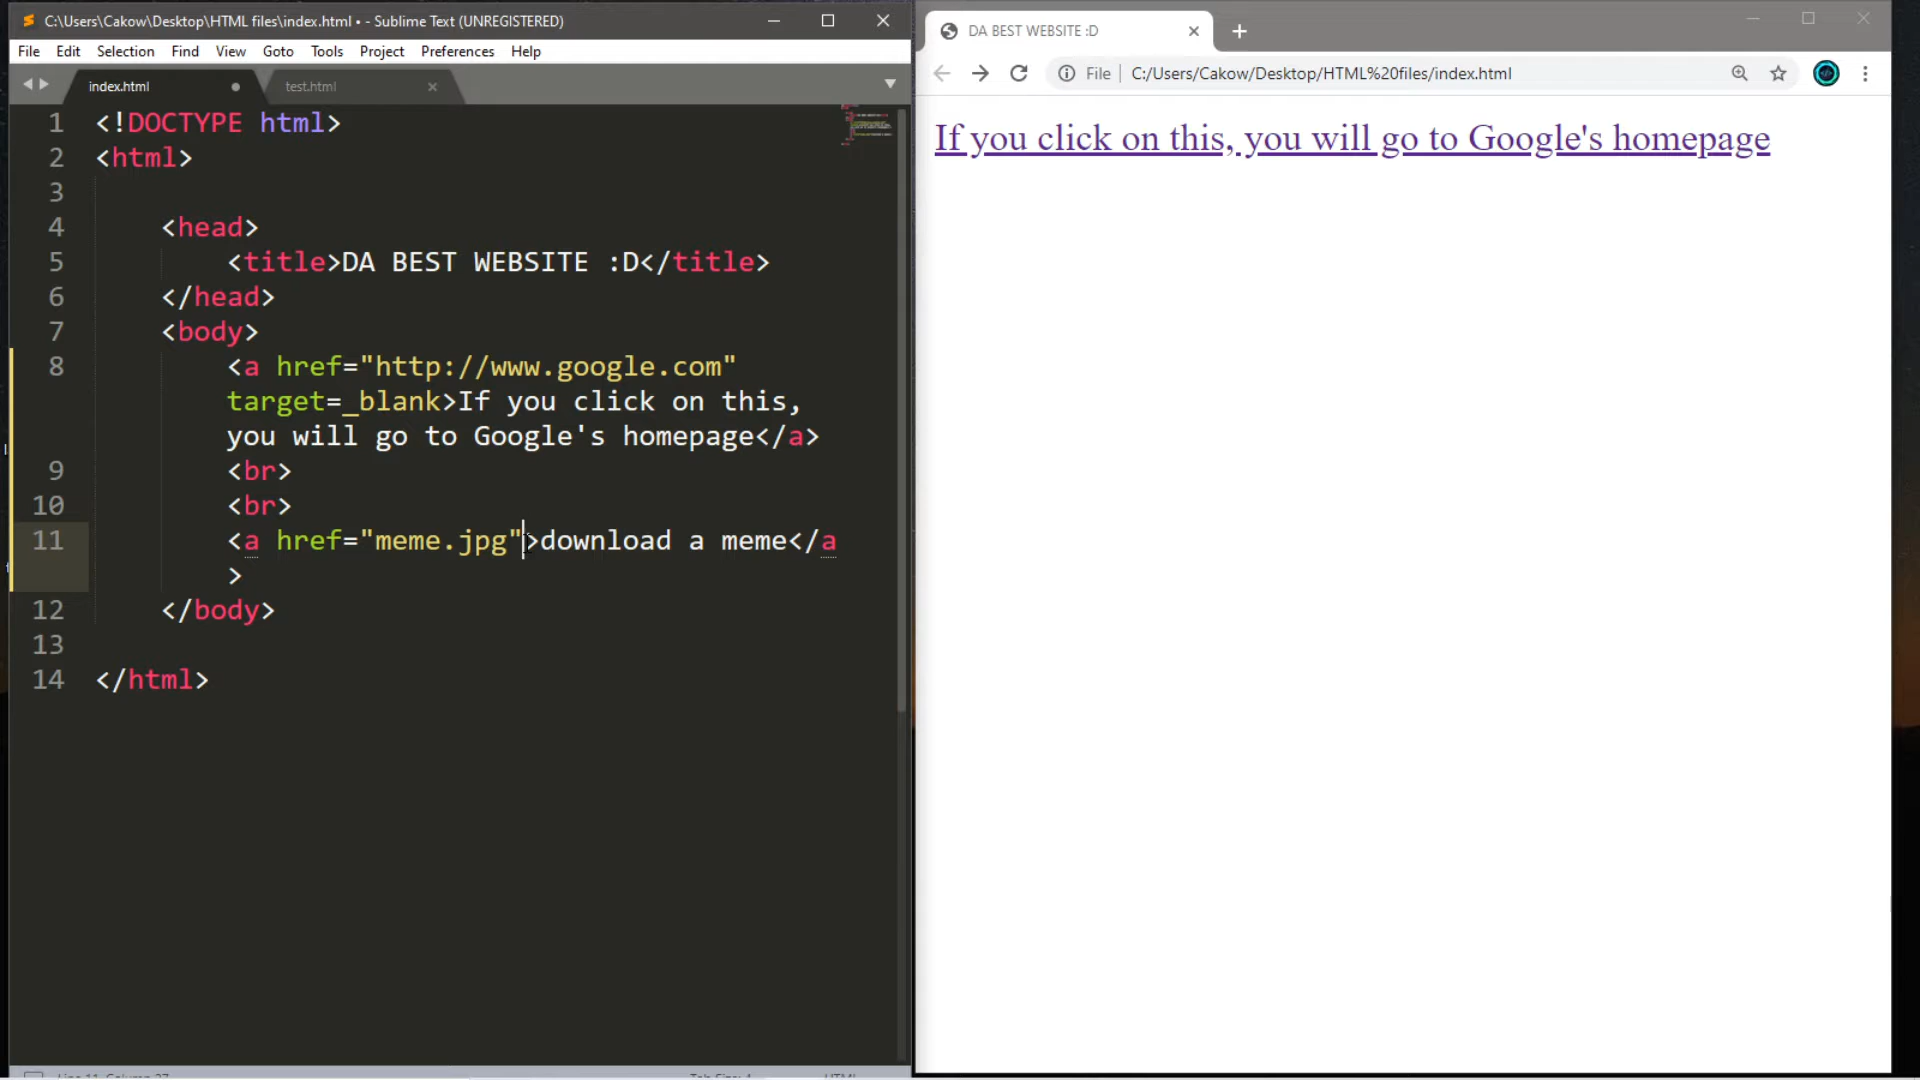 C:\Users\Cakow\Desktop\HTML files\index.html • - Sublime Text (UNREGISTERED)
File Edit Selection Find View Goto Tools Project Preferences Help
index.html test.html
1 <!DOCTYPE html>
2 <html>
3
4 <head>
5 <title>DA BEST WEBSITE :D</title>
6 </head>
7 <body>
8 <a href="http://www.google.com"
target=_blank>If you click on this,
you will go to Google's homepage</a>
9 <br>
10 <br>
11 <a href="meme.jpg">download a meme</a
>
12 </body>
13
14 </html>
DA BEST WEBSITE :D
File C:/Users/Cakow/Desktop/HTML%20files/index.html
If you click on this, you will go to Google's homepage